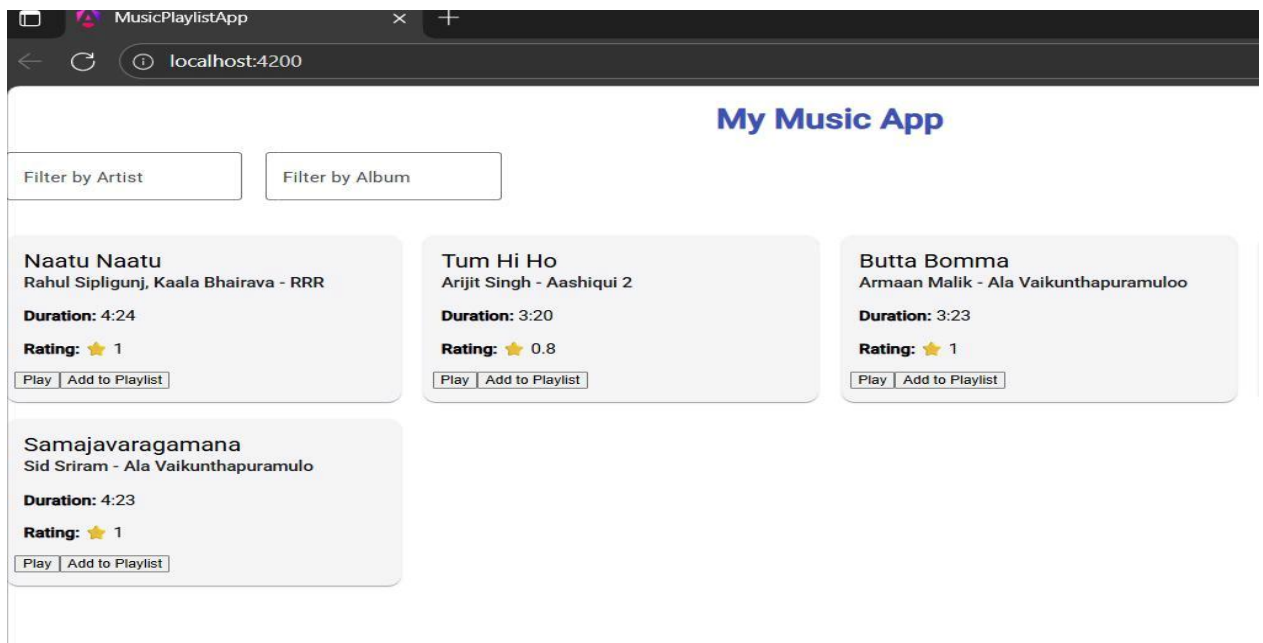 MusicPlaylistApp
localhost:4200
My Music App
Filter by Artist
Filter by Album
Naatu Naatu
Rahul Sipligunj, Kaala Bhairava - RRR
Duration: 4:24
Rating: ⭐ 1
Play Add to Playlist
Tum Hi Ho
Arijit Singh - Aashiqui 2
Duration: 3:20
Rating: ⭐ 0.8
Play Add to Playlist
Butta Bomma
Armaan Malik - Ala Vaikunthapuramuloo
Duration: 3:23
Rating: ⭐ 1
Play Add to Playlist
Samajavaragamana
Sid Sriram - Ala Vaikunthapuramulo
Duration: 4:23
Rating: ⭐ 1
Play Add to Playlist